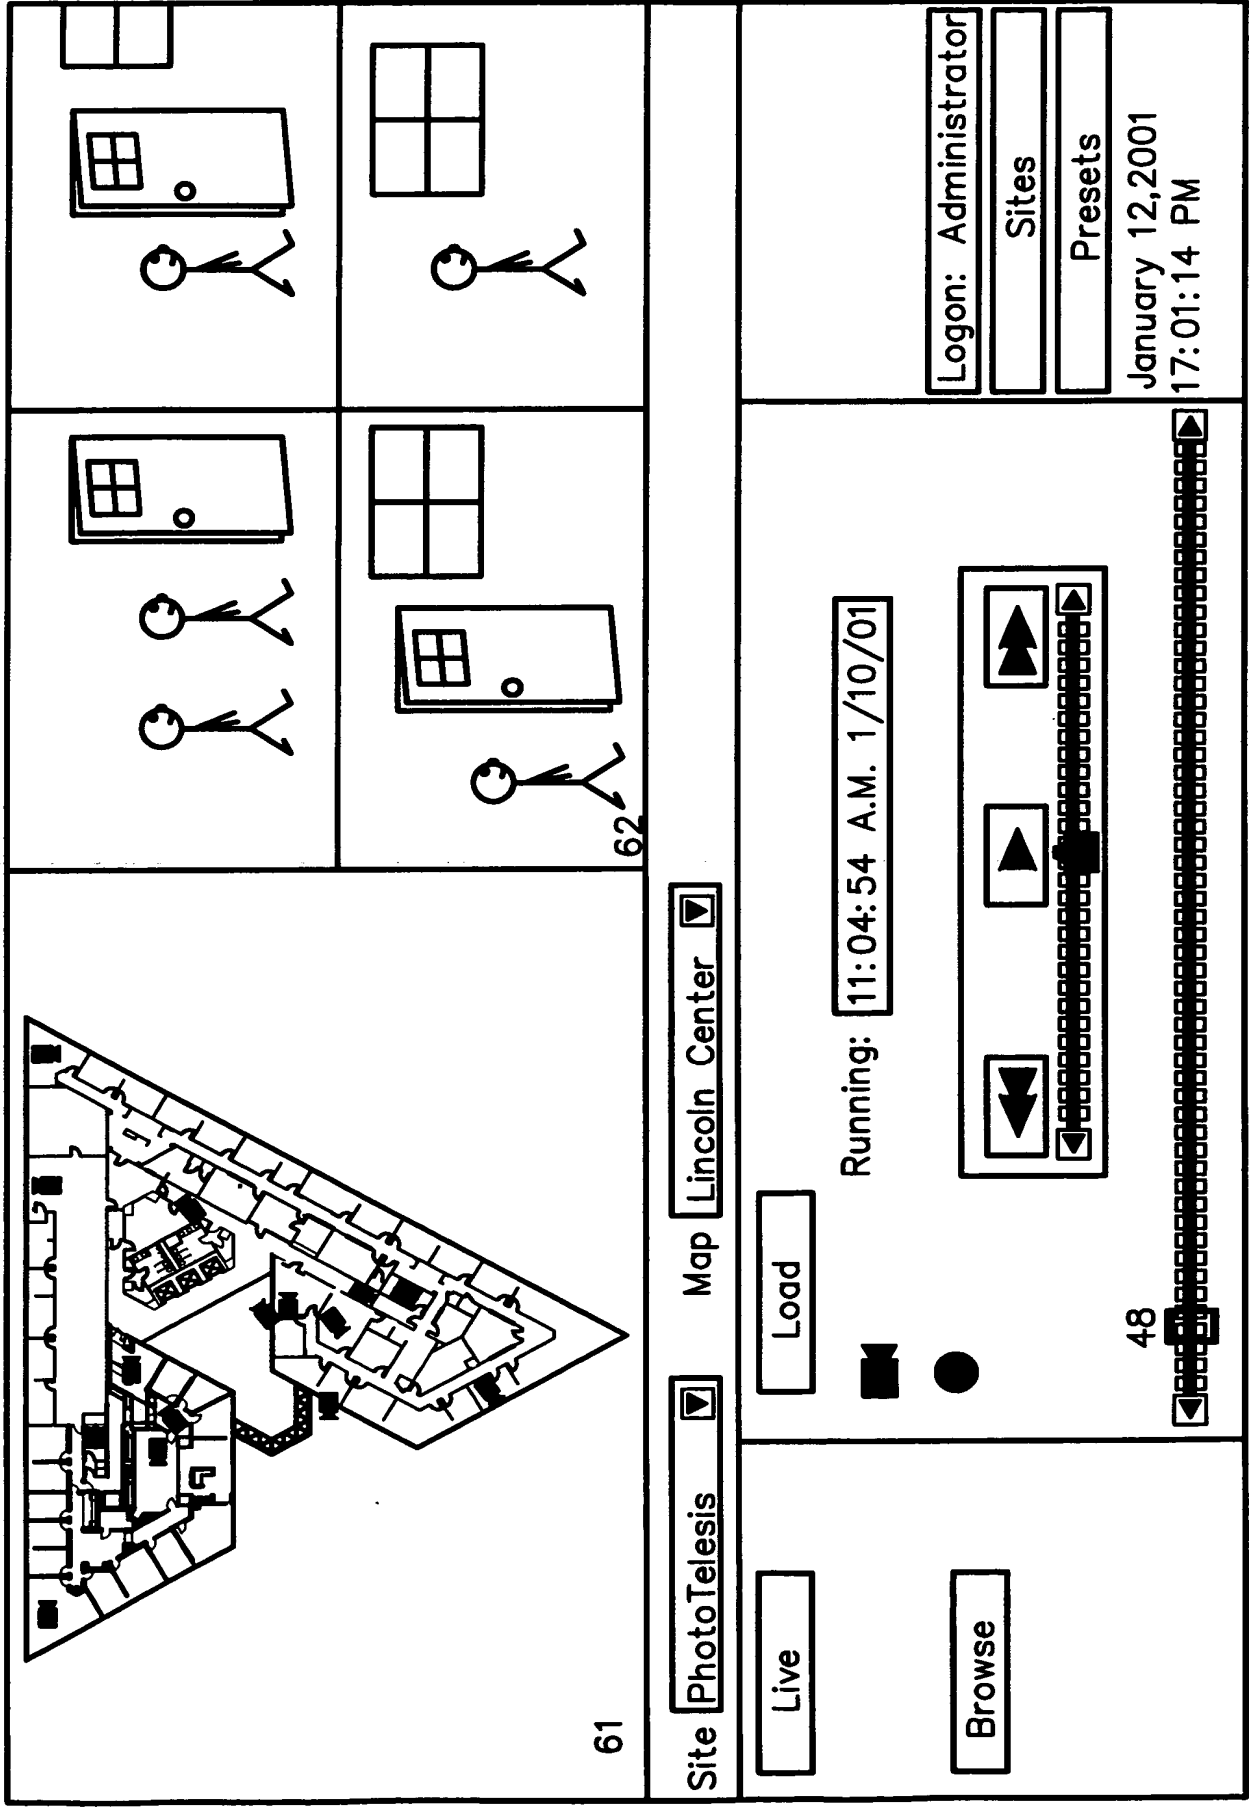 61
62
Site PhotoTelesis Map Lincoln Center
Live
Browse
Load
Running: 11:04:54 A.M. 1/10/01
48
Logon: Administrator
Sites
Presets
January 12,2001
17:01:14 PM